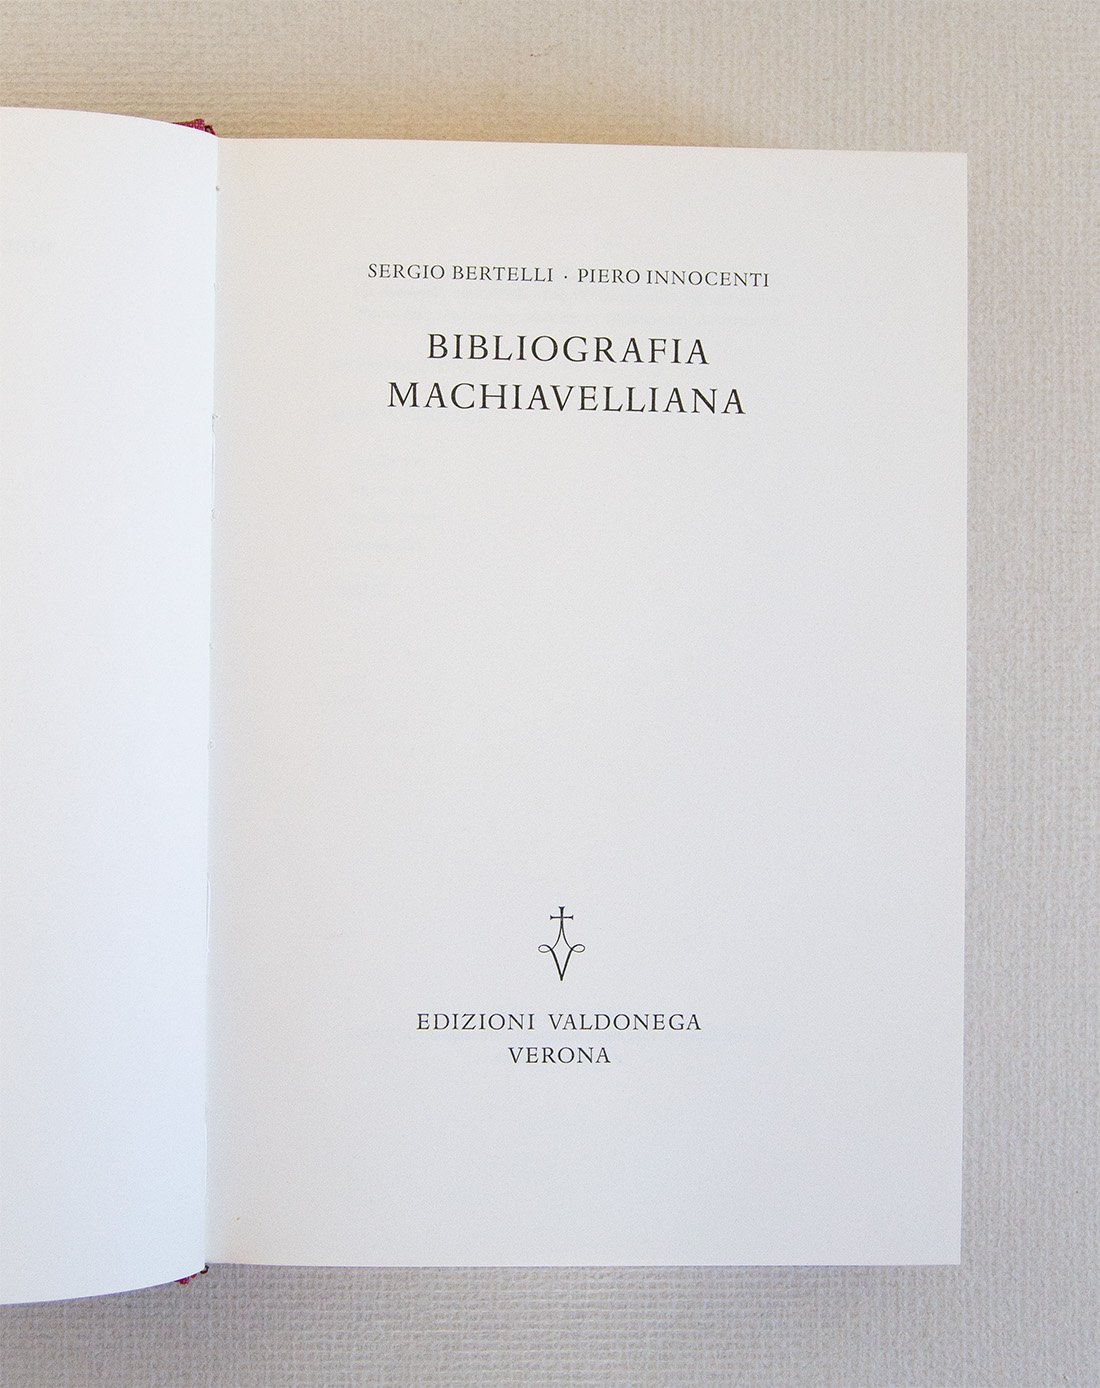 SERGIO BERTELLI · PIERO INNOCENTI
BIBLIOGRAFIA
MACHIAVELLIANA
EDIZIONI VALDONEGA
VERONA